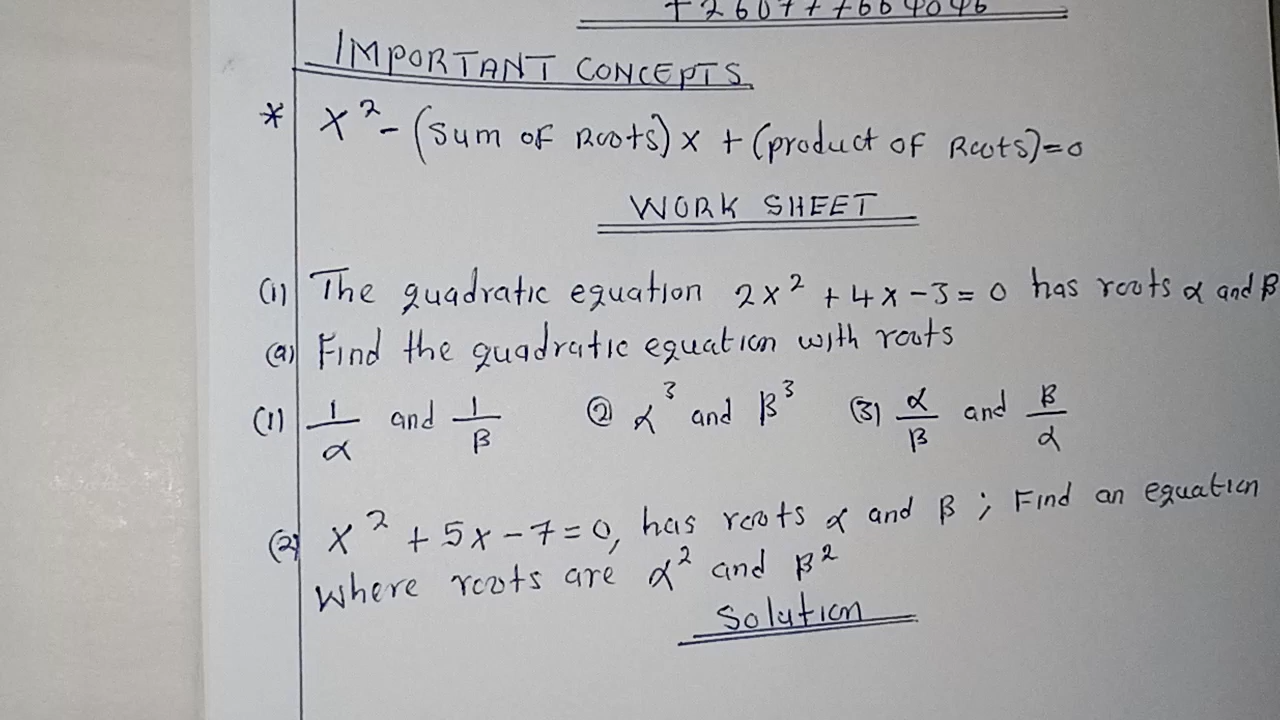 IMPORTANT CONCEPTS
* x² - (sum of Roots) x + (product of Roots) = 0
WORK SHEET
(1) The quadratic equation 2x² + 4x - 3 = 0 has roots α and β
(a) Find the quadratic equation with roots
(1) 1/α and 1/β (2) α³ and β³ (3) α/β and β/α
(2) x² + 5x - 7 = 0, has roots α and β ; Find an equation
where roots are α² and β²
Solution